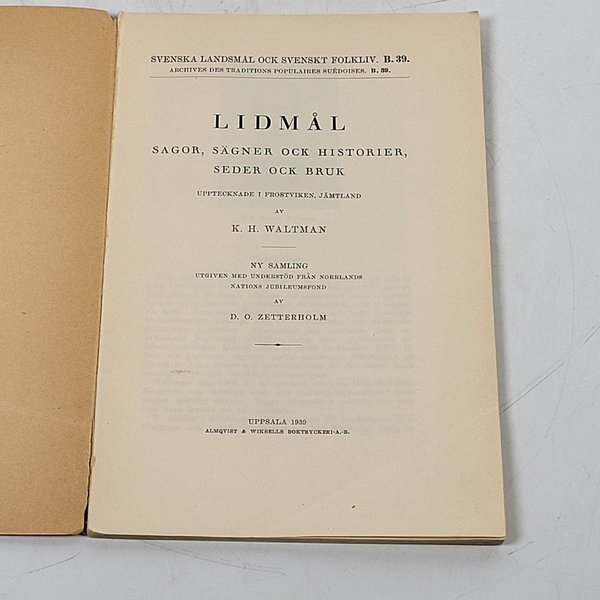 SVENSKA LANDSMÅL OCK SVENSKT FOLKLIV. B. 39.
ARCHIVES DES TRADITIONS POPULAIRES SUÉDOISES. B. 39.
LIDMÅL
SAGOR, SÄGNER OCK HISTORIER,
SEDER OCK BRUK
UPPTECKNADE I FROSTVIKEN, JÄMTLAND
AV
K. H. WALTMAN
NY SAMLING
UTGIVEN MED UNDERSTÖD FRÅN NORRLANDS
NATIONS JUBILEUMSFOND
AV
D. O. ZETTERHOLM
UPPSALA 1939
ALMQVIST & WIKSELLS BOKTRYCKERI-A.-B.